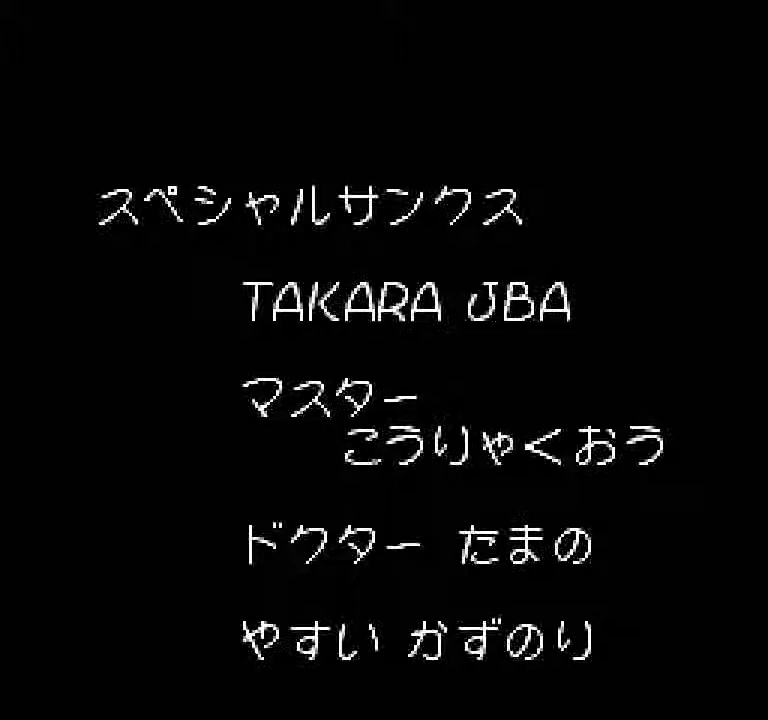 スペシャルサンクス
TAKARA JBA
マスター
こうりゃくおう
ドクター たまの
やすい かずのり